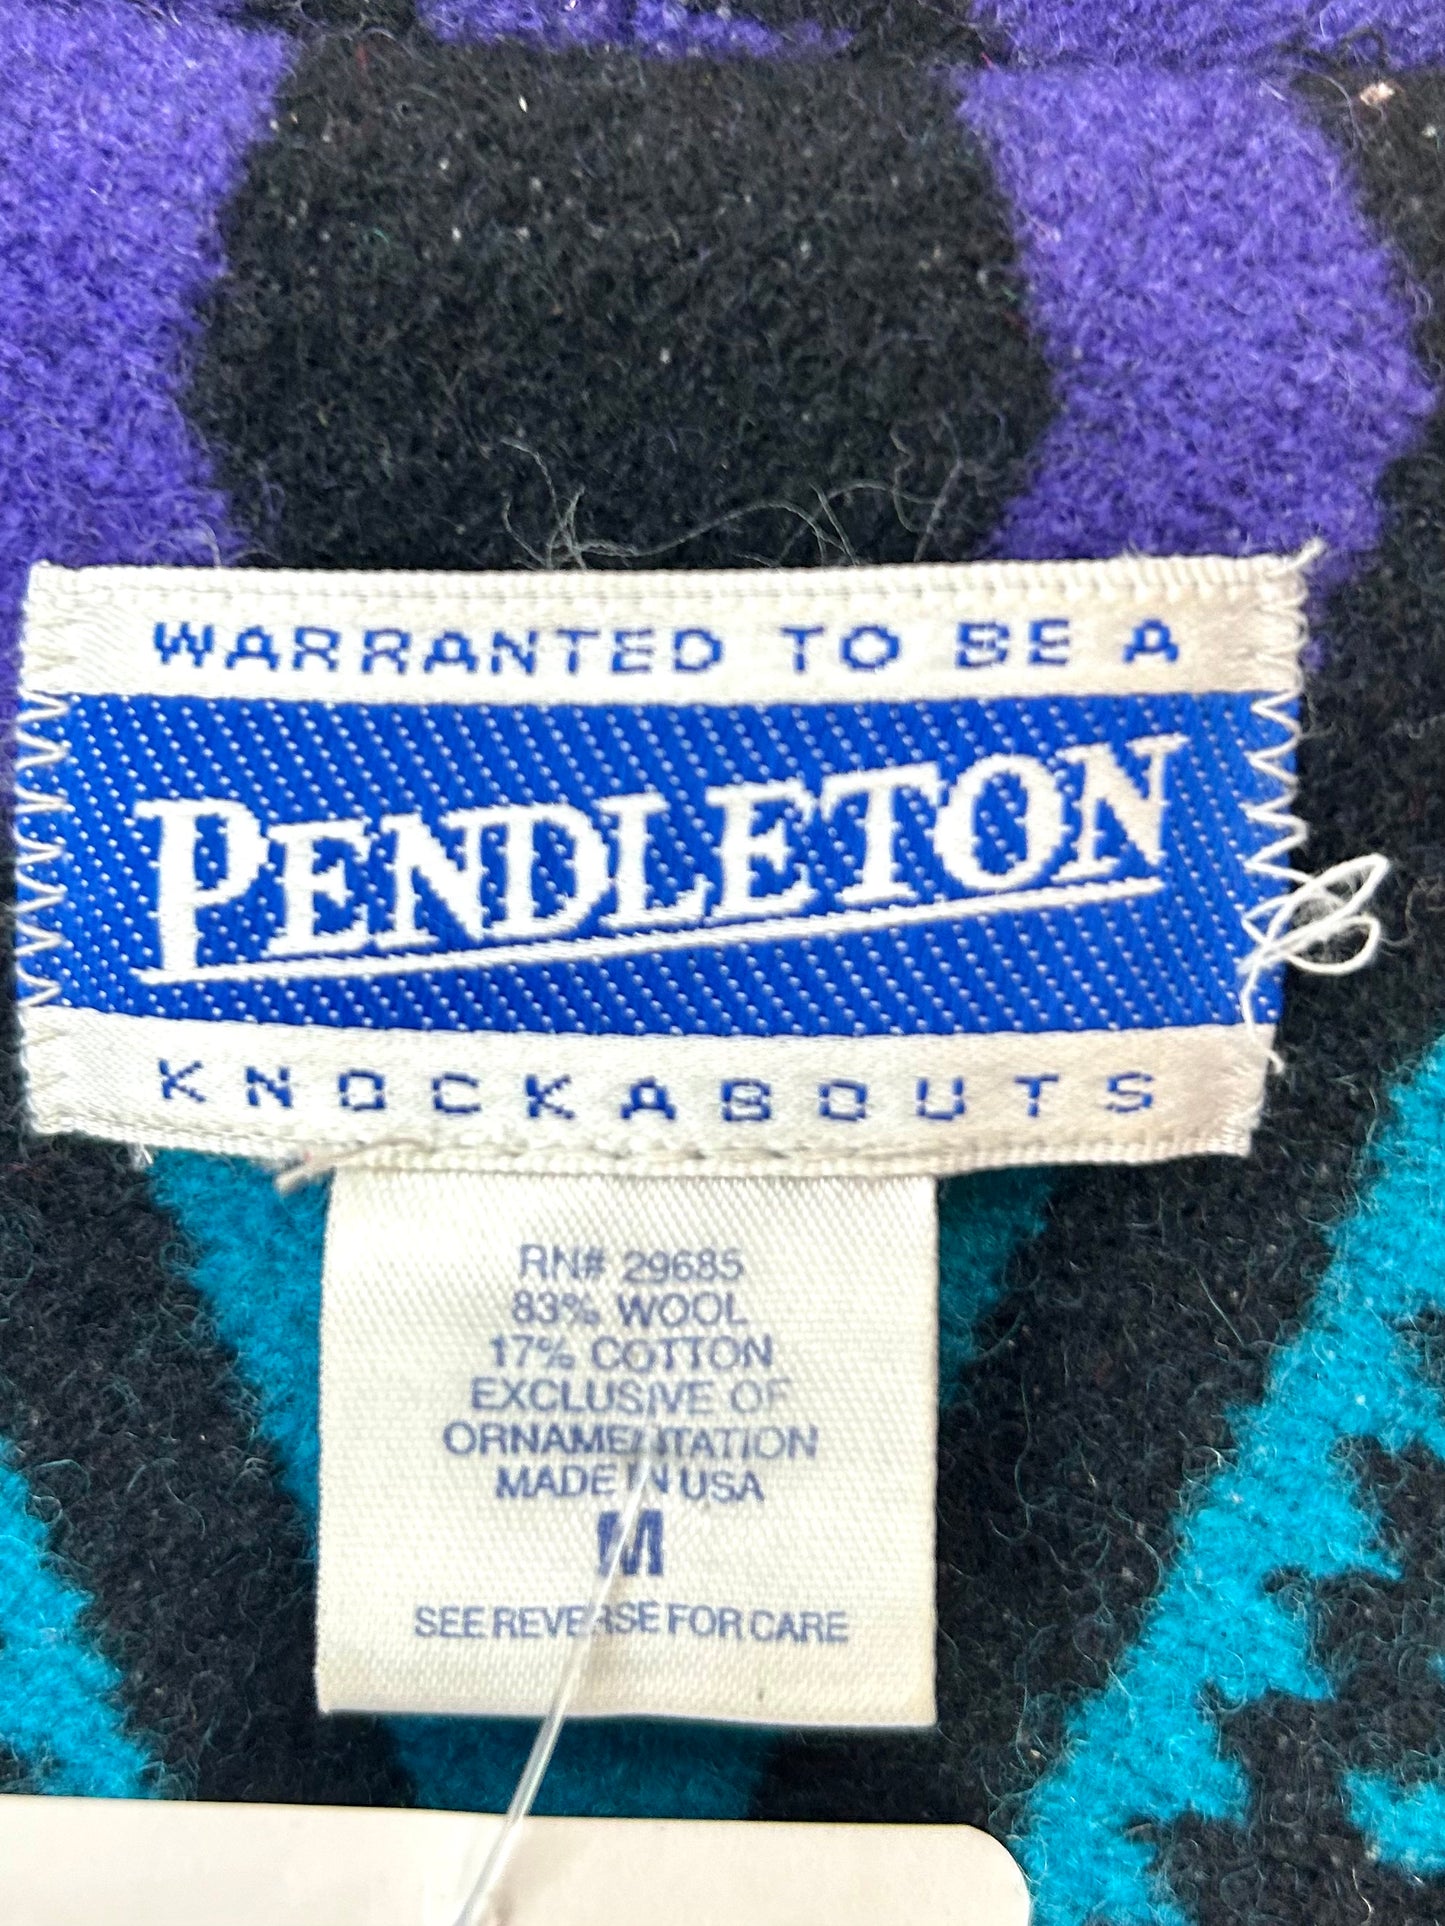 WARRANTED TO BE A
PENDLETON
KNOCKABOUTS
RN# 29685
83% WOOL
17% COTTON
EXCLUSIVE OF
ORNAMENTATION
MADE IN USA
M
SEE REVERSE FOR CARE